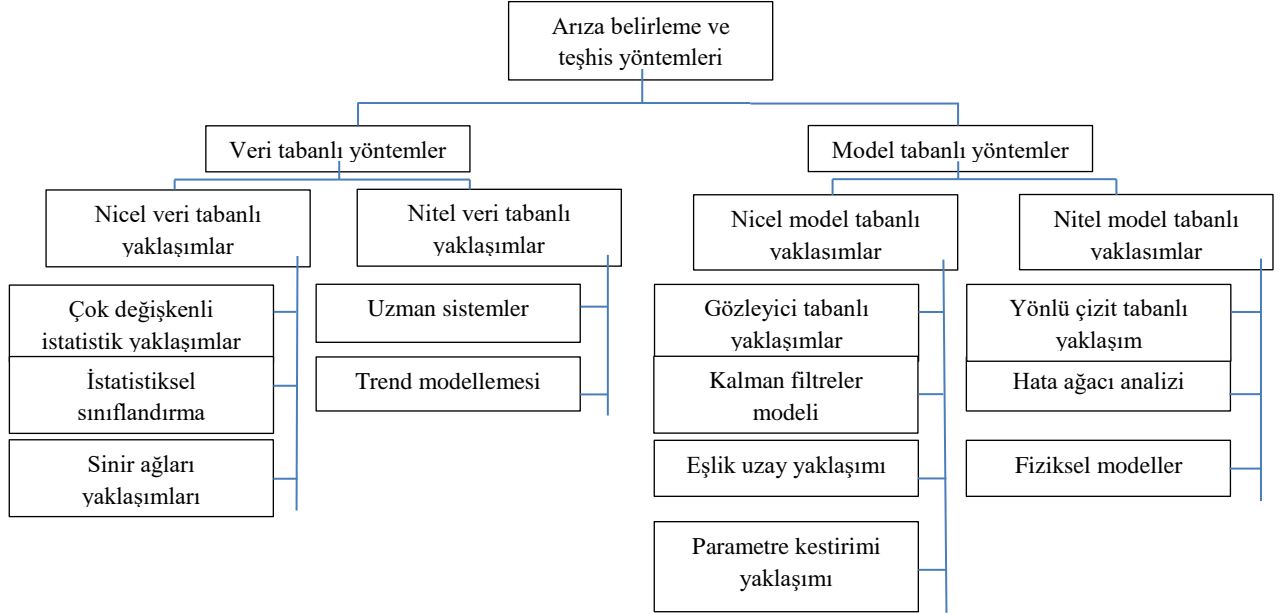 Arıza belirleme ve
teşhis yöntemleri
Veri tabanlı yöntemler
Model tabanlı yöntemler
Nicel veri tabanlı
yaklaşımlar
Nitel veri tabanlı
yaklaşımlar
Nicel model tabanlı
yaklasımlar
Nitel model tabanlı
yaklasımlar
Çok değişkenli
istatistik yaklaşımlar
İstatistiksel
sınıflandırma
Sinir ağları
yaklaşımları
Uzman sistemler
Trend modellemesi
Gözleyici tabanlı
yaklaşımlar
Kalman filtreler
modeli
Eşlik uzay yaklaşımı
Parametre kestirimi
yaklaşımı
Yönlü çizit tabanlı
yaklaşım
Hata ağacı analizi
Fiziksel modeller